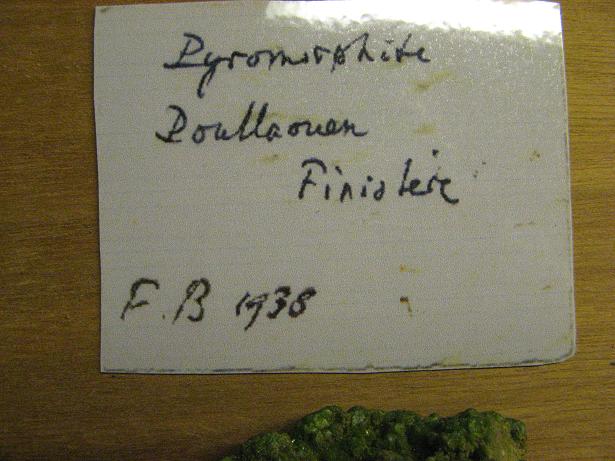 Pyromorphite
Poullaouen
Finistère
F.B 1938